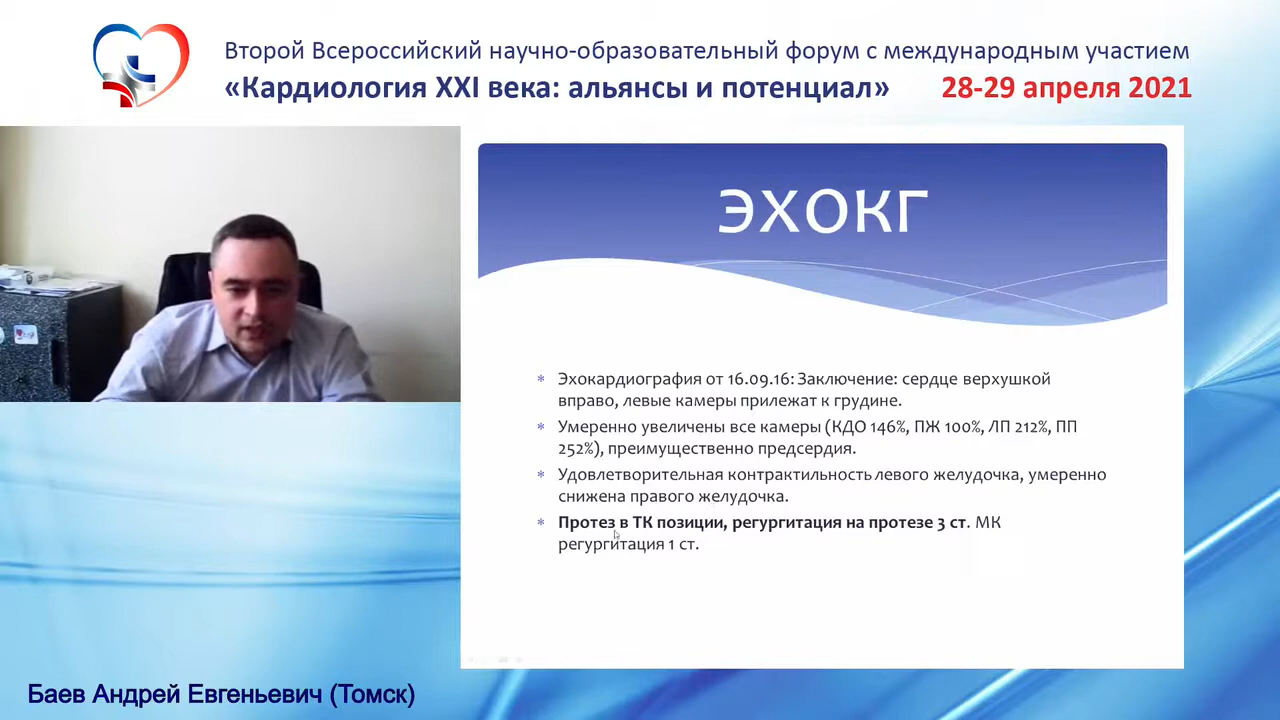 Второй Всероссийский научно-образовательный форум с международным участием
«Кардиология XXI века: альянсы и потенциал» 28-29 апреля 2021
ЭХОКГ
* Эхокардиография от 16.09.16: Заключение: сердце верхушкой
вправо, левые камеры прилежат к грудине.
* Умеренно увеличены все камеры (КДО 146%, ПЖ 100%, ЛП 212%, ПП
252%), преимущественно предсердия.
* Удовлетворительная контрактильность левого желудочка, умеренно
снижена правого желудочка.
* Протез в ТК позиции, регургитация на протезе 3 ст. МК
регургитация 1 ст.
Баев Андрей Евгеньевич (Томск)